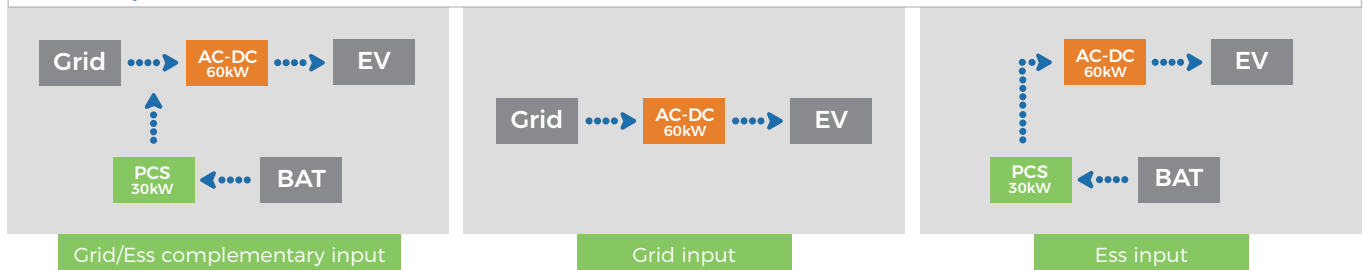 Grid
AC-DC
60kW
EV
PCS
30kW
BAT
Grid/Ess complementary input
Grid
AC-DC
60kW
EV
Grid input
AC-DC
60kW
EV
PCS
30kW
BAT
Ess input